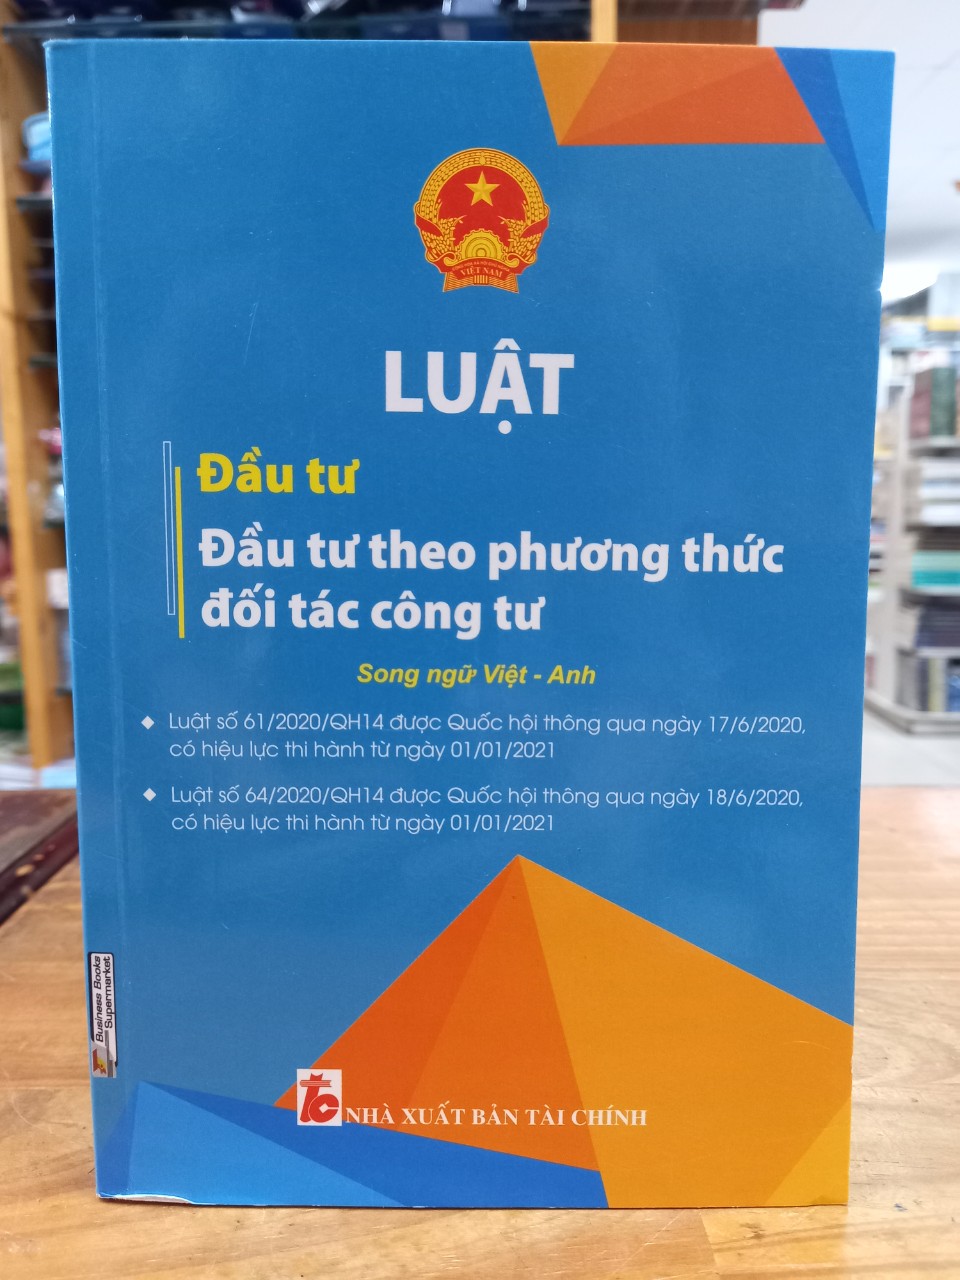 VIỆT NAM
LUẬT
Đầu tư
Đầu tư theo phương thức
đối tác công tư
Song ngữ Việt - Anh
Luật số 61/2020/QH14 được Quốc hội thông qua ngày 17/6/2020,
có hiệu lực thi hành từ ngày 01/01/2021
Luật số 64/2020/QH14 được Quốc hội thông qua ngày 18/6/2020,
có hiệu lực thi hành từ ngày 01/01/2021
Business Books
Supermarket
tc NHÀ XUẤT BẢN TÀI CHÍNH